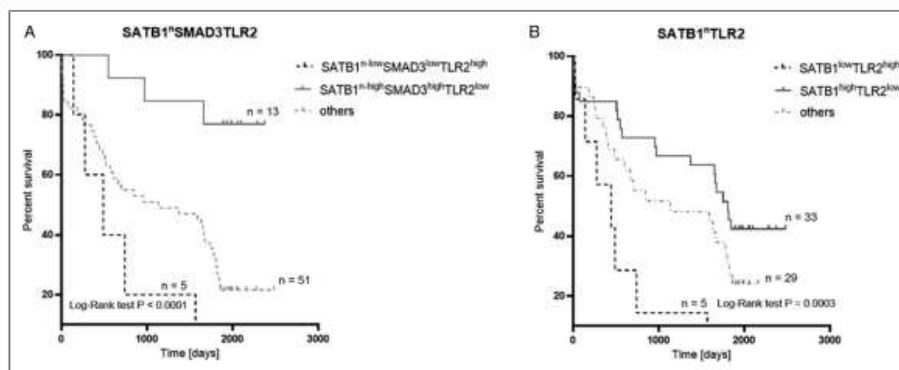 A
SATB1ⁿSMAD3TLR2
100
80
60
40
20
Percent survival
SATB1ⁿ⁻ˡᵒʷSMAD3ˡᵒʷTLR2ʰⁱᵍʰ
SATB1ⁿ⁻ʰⁱᵍʰSMAD3ʰⁱᵍʰTLR2ˡᵒʷ
others
n = 13
n = 51
n = 5
Log-Rank test P < 0.0001
0
1000
2000
3000
Time [days]
B
SATB1ⁿTLR2
100
80
60
40
20
Percent survival
SATB1ˡᵒʷTLR2ʰⁱᵍʰ
SATB1ʰⁱᵍʰTLR2ˡᵒʷ
others
n = 33
n = 29
n = 5
Log-Rank test P = 0.0003
0
1000
2000
3000
Time [days]